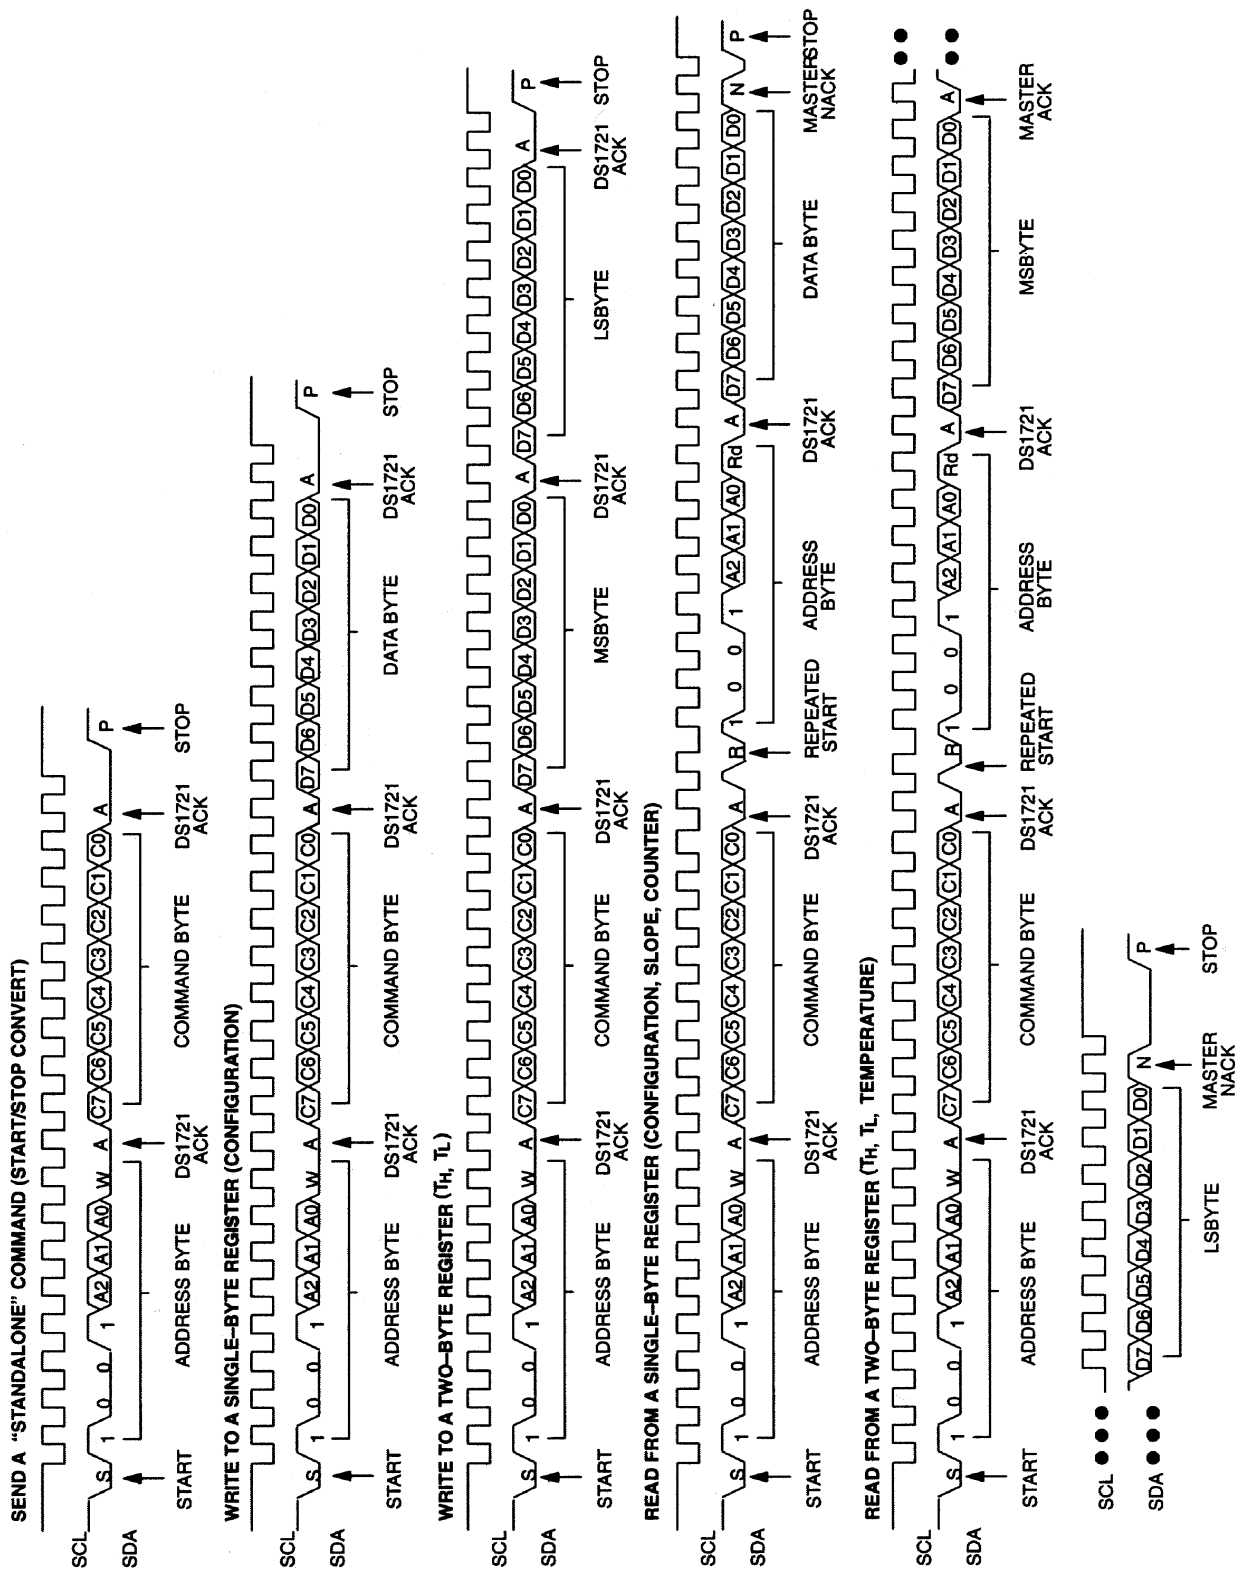 SEND A “STANDALONE” COMMAND (START/STOP CONVERT)
SCL
SDA
S 1 0 0 1 A2 A1 A0 W A C7 C6 C5 C4 C3 C2 C1 C0 A P
START ADDRESS BYTE DS1721 ACK COMMAND BYTE DS1721 ACK STOP
WRITE TO A SINGLE–BYTE REGISTER (CONFIGURATION)
SCL
SDA
S 1 0 0 1 A2 A1 A0 W A C7 C6 C5 C4 C3 C2 C1 C0 A D7 D6 D5 D4 D3 D2 D1 D0 A P
START ADDRESS BYTE DS1721 ACK COMMAND BYTE DS1721 ACK DATA BYTE DS1721 ACK STOP
WRITE TO A TWO–BYTE REGISTER (TH, TL)
SCL
SDA
S 1 0 0 1 A2 A1 A0 W A C7 C6 C5 C4 C3 C2 C1 C0 A D7 D6 D5 D4 D3 D2 D1 D0 A D7 D6 D5 D4 D3 D2 D1 D0 A P
START ADDRESS BYTE DS1721 ACK COMMAND BYTE DS1721 ACK MSBYTE DS1721 ACK LSBYTE DS1721 ACK STOP
READ FROM A SINGLE–BYTE REGISTER (CONFIGURATION, SLOPE, COUNTER)
SCL
SDA
S 1 0 0 1 A2 A1 A0 W A C7 C6 C5 C4 C3 C2 C1 C0 A R 1 0 0 1 A2 A1 A0 Rd A D7 D6 D5 D4 D3 D2 D1 D0 N P
START ADDRESS BYTE DS1721 ACK COMMAND BYTE DS1721 ACK REPEATED START ADDRESS BYTE DS1721 ACK DATA BYTE MASTER NACK STOP
READ FROM A TWO–BYTE REGISTER (TH, TL, TEMPERATURE)
SCL
SDA
S 1 0 0 1 A2 A1 A0 W A C7 C6 C5 C4 C3 C2 C1 C0 A R 1 0 0 1 A2 A1 A0 Rd A D7 D6 D5 D4 D3 D2 D1 D0 A
START ADDRESS BYTE DS1721 ACK COMMAND BYTE DS1721 ACK REPEATED START ADDRESS BYTE DS1721 ACK MSBYTE MASTER ACK
SCL
SDA
D7 D6 D5 D4 D3 D2 D1 D0 N P
LSBYTE MASTER NACK STOP